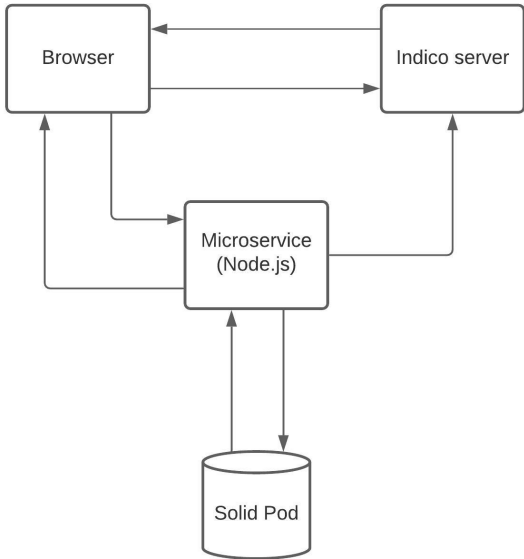 Browser
Indico server
Microservice
(Node.js)
Solid Pod